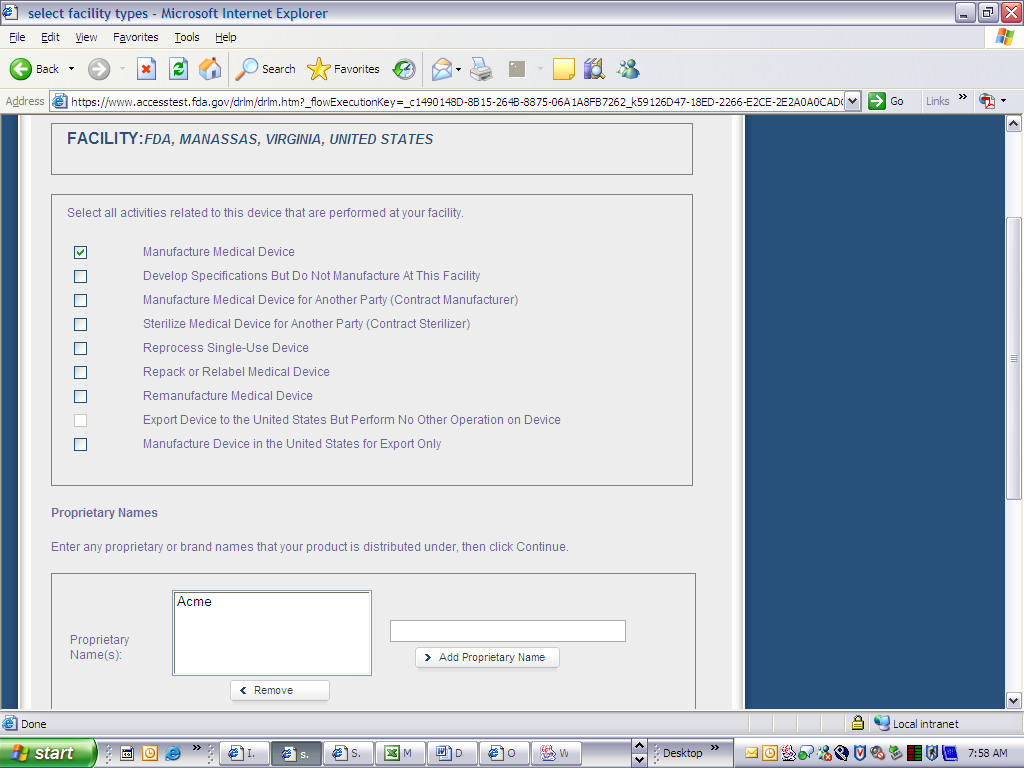 select facility types - Microsoft Internet Explorer
File Edit View Favorites Tools Help
Back Search Favorites
Address https://www.accesstest.fda.gov/drlm/drlm.htm?_flowExecutionKey=_c1490148D-8B15-264B-8875-06A1A8FB7262_k59126D47-18ED-2266-E2CE-2E2A0A0CAD Go Links »
FACILITY:FDA, MANASSAS, VIRGINIA, UNITED STATES
Select all activities related to this device that are performed at your facility.
Manufacture Medical Device
Develop Specifications But Do Not Manufacture At This Facility
Manufacture Medical Device for Another Party (Contract Manufacturer)
Sterilize Medical Device for Another Party (Contract Sterilizer)
Reprocess Single-Use Device
Repack or Relabel Medical Device
Remanufacture Medical Device
Export Device to the United States But Perform No Other Operation on Device
Manufacture Device in the United States for Export Only
Proprietary Names
Enter any proprietary or brand names that your product is distributed under, then click Continue.
Acme
Proprietary
Name(s):
Add Proprietary Name
Remove
Done Local intranet
start » I. s. S. M D O W Desktop » 7:58 AM